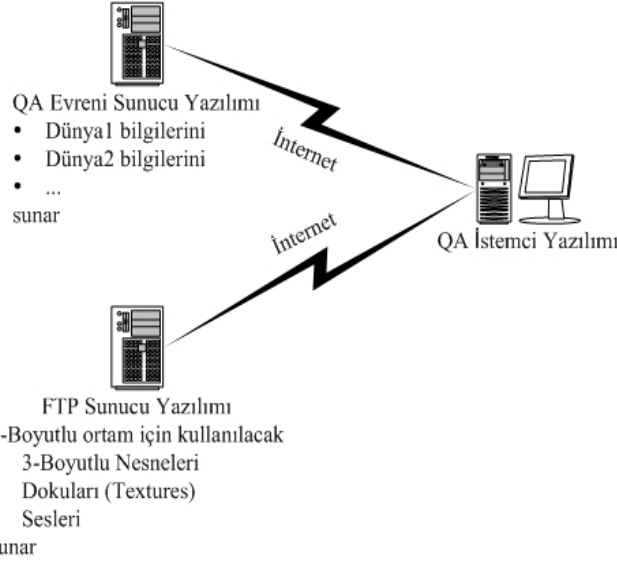 QA Evreni Sunucu Yazılımı
• Dünya1 bilgilerini
• Dünya2 bilgilerini
• ...
sunar
İnternet
QA İstemci Yazılımı
İnternet
FTP Sunucu Yazılımı
-Boyutlu ortam için kullanılacak
3-Boyutlu Nesneleri
Dokuları (Textures)
Sesleri
unar